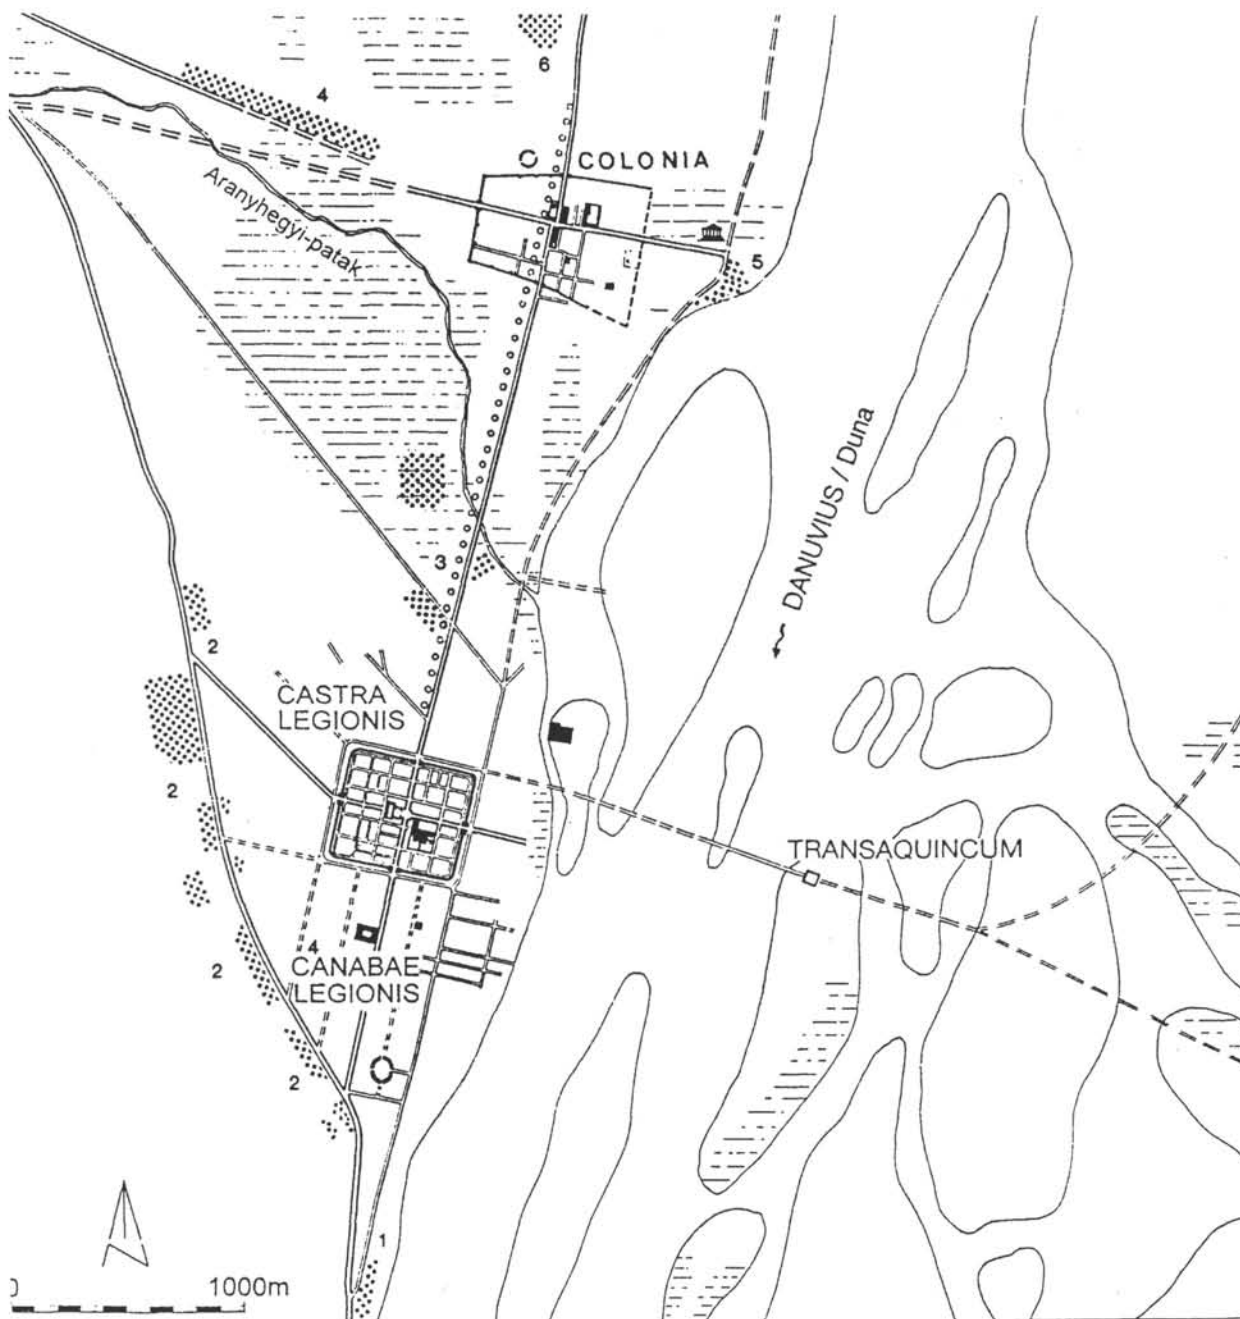 6
4
COLONIA
Aranyhegyi-patak
5
DANUVIUS / Duna
3
2
CASTRA
LEGIONIS
2
TRANSAQUINCUM
4
2
CANABAE
LEGIONIS
2
1
0
1000m